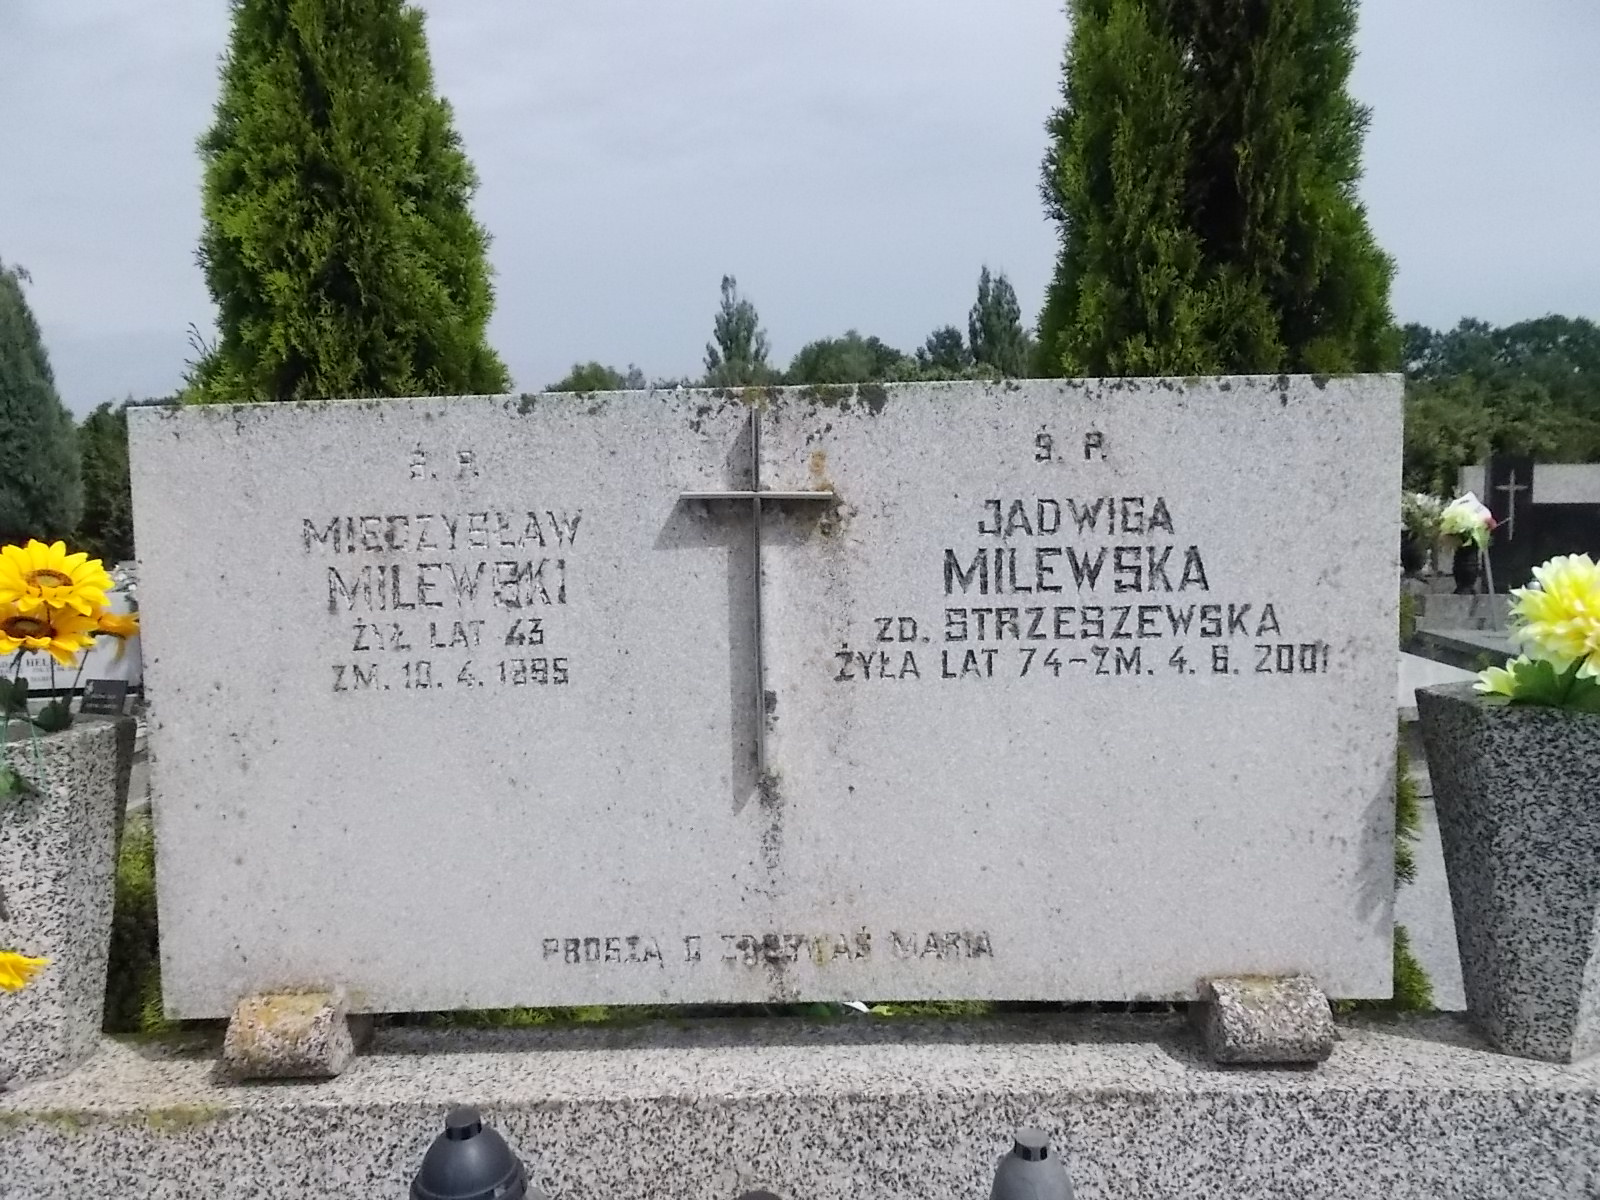 Ś. P.
MIECZYSŁAW
MILEWSKI
ŻYŁ LAT 43
ZM. 10. 4. 1995
Ś. P.
JADWIGA
MILEWSKA
ZD. STRZESZEWSKA
ŻYŁA LAT 74-ZM. 4. 6. 2001
PROSZĄ O ZDROWAŚ MARIA